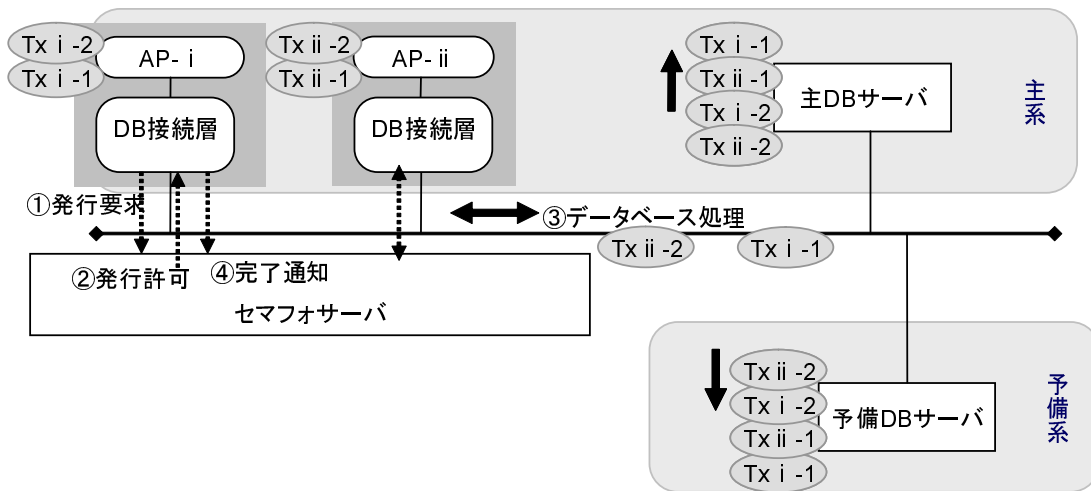 Tx ⅰ -2
Tx ⅰ -1
AP- ⅰ
DB接続層
Tx ⅱ -2
Tx ⅱ -1
AP- ⅱ
DB接続層
Tx ⅰ -1
Tx ⅱ -1
Tx ⅰ -2
Tx ⅱ -2
主DBサーバ
主系
①発行要求
②発行許可
④完了通知
③データベース処理
Tx ⅱ -2
Tx ⅰ -1
セマフォサーバ
Tx ⅱ -2
Tx ⅰ -2
Tx ⅱ -1
Tx ⅰ -1
予備DBサーバ
予備系